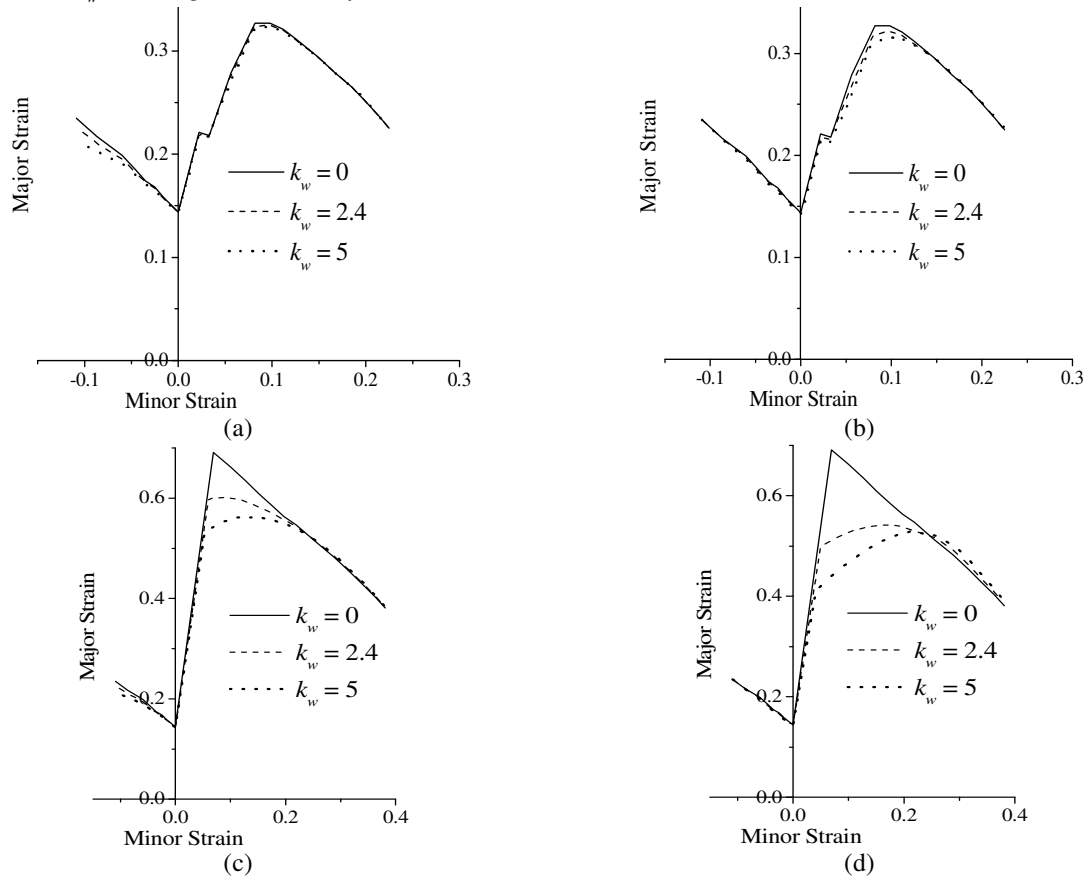 0.3
0.2
0.1
0.0
-0.1
0.0
0.1
0.2
0.3
Major Strain
Minor Strain
k_w = 0
k_w = 2.4
k_w = 5
(a)
0.3
0.2
0.1
0.0
-0.1
0.0
0.1
0.2
0.3
Major Strain
Minor Strain
k_w = 0
k_w = 2.4
k_w = 5
(b)
0.6
0.4
0.2
0.0
0.0
0.2
0.4
Major Strain
Minor Strain
k_w = 0
k_w = 2.4
k_w = 5
(c)
0.6
0.4
0.2
0.0
0.0
0.2
0.4
Major Strain
Minor Strain
k_w = 0
k_w = 2.4
k_w = 5
(d)